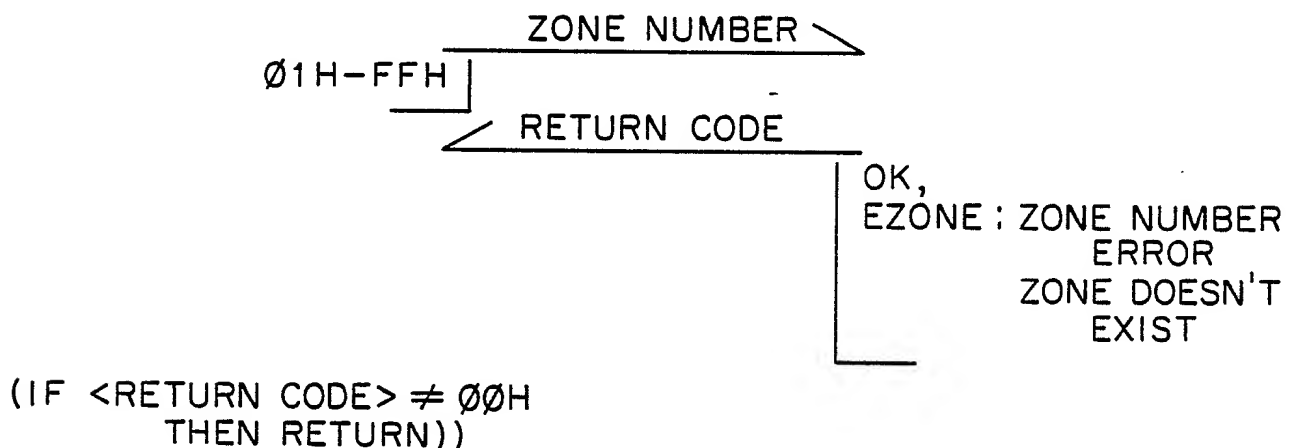 ZONE NUMBER
Ø1H-FFH
RETURN CODE
OK,
EZONE: ZONE NUMBER
ERROR
ZONE DOESN'T
EXIST
(IF <RETURN CODE> ≠ ØØH
THEN RETURN))